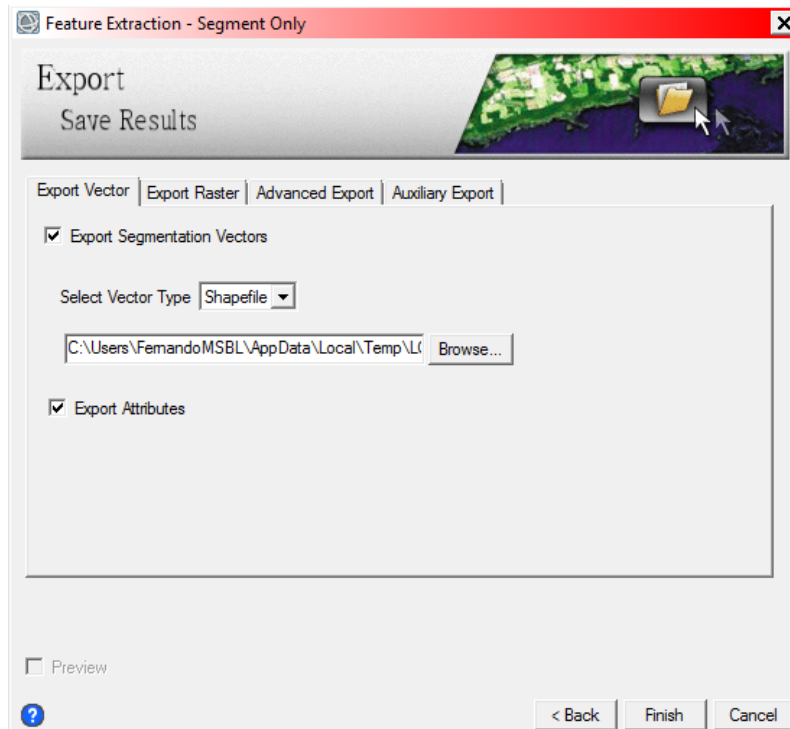 Feature Extraction - Segment Only
Export
Save Results
Export Vector Export Raster Advanced Export Auxiliary Export
Export Segmentation Vectors
Select Vector Type Shapefile
C:\Users\FernandoMSBL\AppData\Local\Temp\L Browse...
Export Attributes
Preview
? < Back Finish Cancel